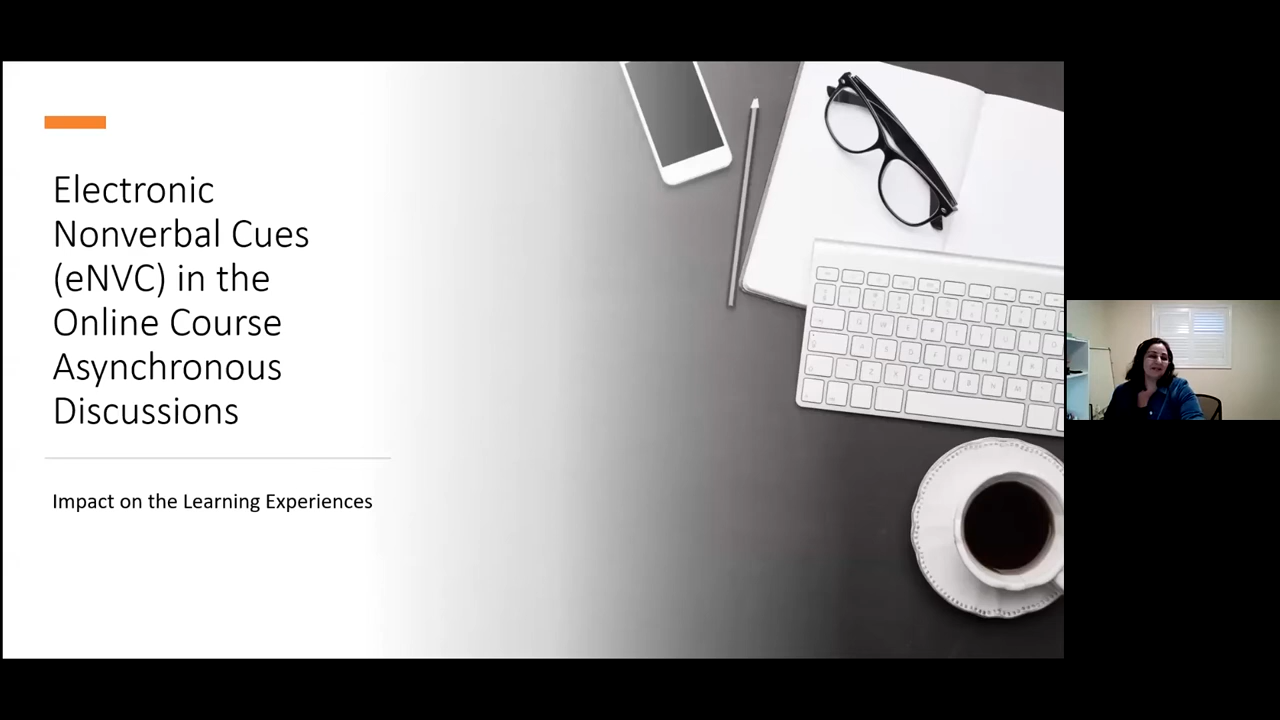 Electronic
Nonverbal Cues
(eNVC) in the
Online Course
Asynchronous
Discussions
Impact on the Learning Experiences